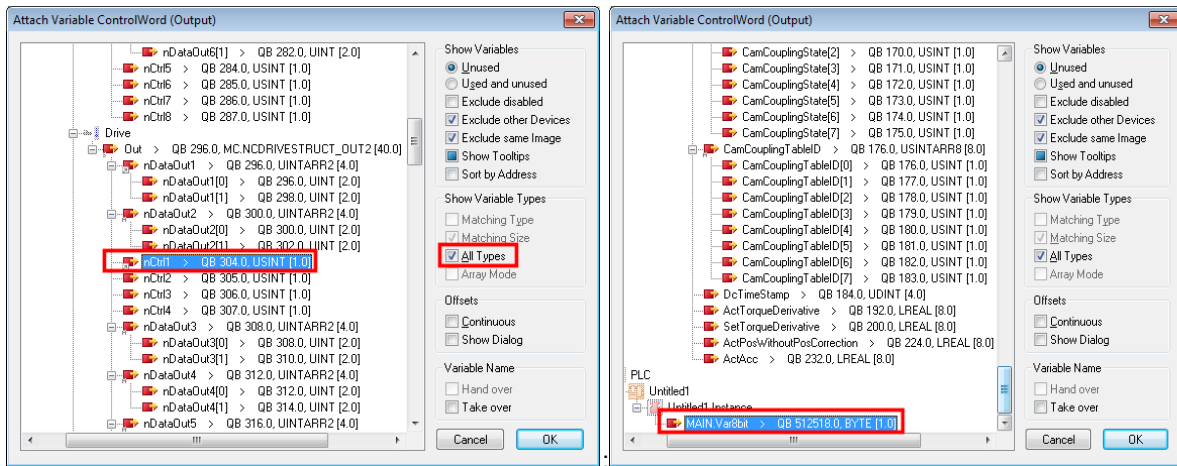 Attach Variable ControlWord (Output)
nDataOut6[1] > QB 282.0, UINT [2.0]
nCtrl5 > QB 284.0, USINT [1.0]
nCtrl6 > QB 285.0, USINT [1.0]
nCtrl7 > QB 286.0, USINT [1.0]
nCtrl8 > QB 287.0, USINT [1.0]
Drive
Out > QB 296.0, MC.NCDRIVESTRUCT_OUT2 [40.0]
nDataOut1 > QB 296.0, UINTARR2 [4.0]
nDataOut1[0] > QB 296.0, UINT [2.0]
nDataOut1[1] > QB 298.0, UINT [2.0]
nDataOut2 > QB 300.0, UINTARR2 [4.0]
nDataOut2[0] > QB 300.0, UINT [2.0]
nDataOut2[1] > QB 302.0, UINT [2.0]
nCtrl1 > QB 304.0, USINT [1.0]
nCtrl2 > QB 305.0, USINT [1.0]
nCtrl3 > QB 306.0, USINT [1.0]
nCtrl4 > QB 307.0, USINT [1.0]
nDataOut3 > QB 308.0, UINTARR2 [4.0]
nDataOut3[0] > QB 308.0, UINT [2.0]
nDataOut3[1] > QB 310.0, UINT [2.0]
nDataOut4 > QB 312.0, UINTARR2 [4.0]
nDataOut4[0] > QB 312.0, UINT [2.0]
nDataOut4[1] > QB 314.0, UINT [2.0]
nDataOut5 > QB 316.0, UINTARR2 [4.0]
Show Variables
Unused
Used and unused
Exclude disabled
Exclude other Devices
Exclude same Image
Show Tooltips
Sort by Address
Show Variable Types
Matching Type
Matching Size
All Types
Array Mode
Offsets
Continuous
Show Dialog
Variable Name
Hand over
Take over
Cancel
OK
.
Attach Variable ControlWord (Output)
CamCouplingState[2] > QB 170.0, USINT [1.0]
CamCouplingState[3] > QB 171.0, USINT [1.0]
CamCouplingState[4] > QB 172.0, USINT [1.0]
CamCouplingState[5] > QB 173.0, USINT [1.0]
CamCouplingState[6] > QB 174.0, USINT [1.0]
CamCouplingState[7] > QB 175.0, USINT [1.0]
CamCouplingTableID > QB 176.0, USINTARR8 [8.0]
CamCouplingTableID[0] > QB 176.0, USINT [1.0]
CamCouplingTableID[1] > QB 177.0, USINT [1.0]
CamCouplingTableID[2] > QB 178.0, USINT [1.0]
CamCouplingTableID[3] > QB 179.0, USINT [1.0]
CamCouplingTableID[4] > QB 180.0, USINT [1.0]
CamCouplingTableID[5] > QB 181.0, USINT [1.0]
CamCouplingTableID[6] > QB 182.0, USINT [1.0]
CamCouplingTableID[7] > QB 183.0, USINT [1.0]
DcTimeStamp > QB 184.0, UDINT [4.0]
ActTorqueDerivative > QB 192.0, LREAL [8.0]
SetTorqueDerivative > QB 200.0, LREAL [8.0]
ActPosWithoutPosCorrection > QB 224.0, LREAL [8.0]
ActAcc > QB 232.0, LREAL [8.0]
PLC
Untitled1
Untitled1 Instance
MAIN.Var8bit > QB 512518.0, BYTE [1.0]
Show Variables
Unused
Used and unused
Exclude disabled
Exclude other Devices
Exclude same Image
Show Tooltips
Sort by Address
Show Variable Types
Matching Type
Matching Size
All Types
Array Mode
Offsets
Continuous
Show Dialog
Variable Name
Hand over
Take over
Cancel
OK